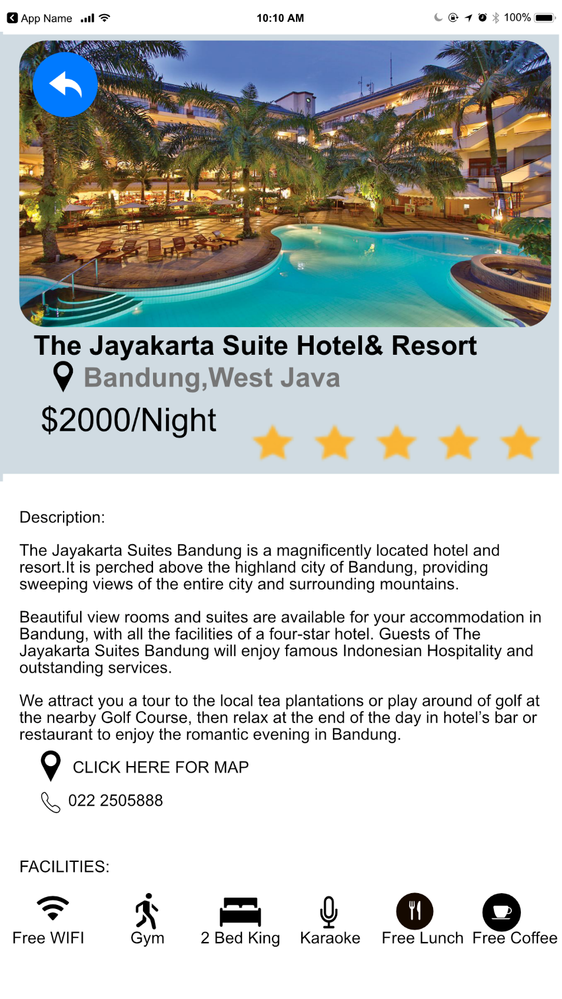 App Name
10:10 AM
100%
The Jayakarta Suite Hotel& Resort
Bandung,West Java
$2000/Night
Description:
The Jayakarta Suites Bandung is a magnificently located hotel and
resort.It is perched above the highland city of Bandung, providing
sweeping views of the entire city and surrounding mountains.
Beautiful view rooms and suites are available for your accommodation in
Bandung, with all the facilities of a four-star hotel. Guests of The
Jayakarta Suites Bandung will enjoy famous Indonesian Hospitality and
outstanding services.
We attract you a tour to the local tea plantations or play around of golf at
the nearby Golf Course, then relax at the end of the day in hotel’s bar or
restaurant to enjoy the romantic evening in Bandung.
CLICK HERE FOR MAP
022 2505888
FACILITIES:
Free WIFI
Gym
2 Bed King
Karaoke
Free Lunch
Free Coffee